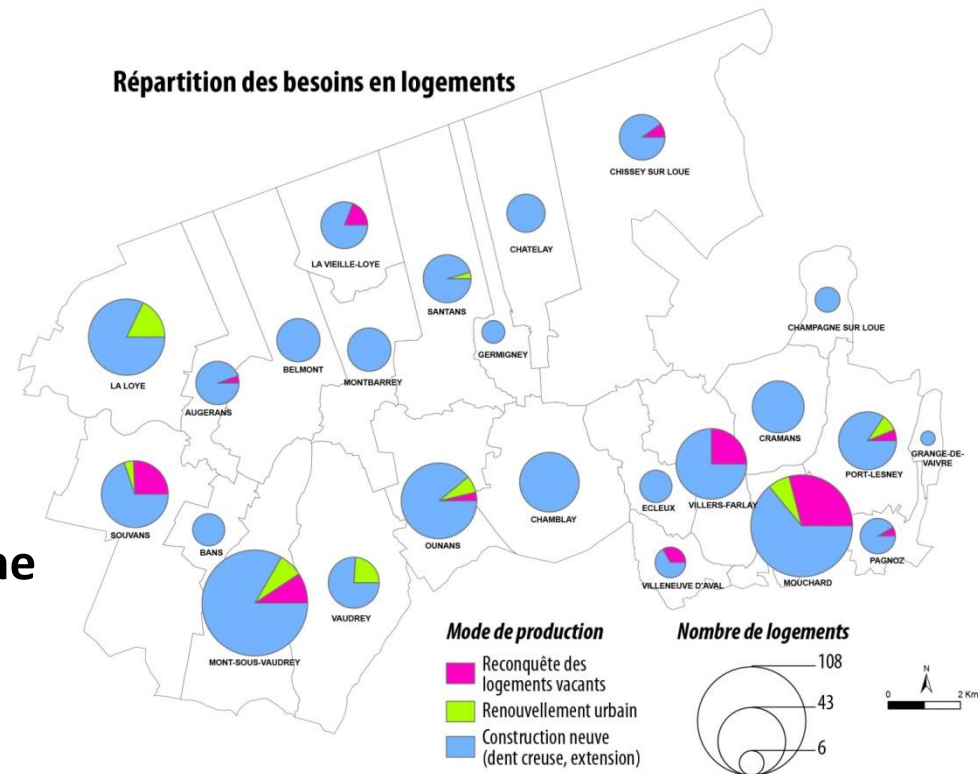 Répartition des besoins en logements
CHISSEY SUR LOUE
CHATELAY
LA VIEILLE-LOYE
SANTANS
CHAMPAGNE SUR LOUE
GERMIGNEY
BELMONT
MONTBARREY
LA LOYE
AUGERANS
CRAMANS
PORT-LESNEY
GRANGE-DE-
VAIVRE
SOUVANS
BANS
OUNANS
CHAMBLAY
ECLEUX
VILLERS-FARLAY
MOUCHARD
PAGNOZ
VILLENEUVE D'AVAL
VAUDREY
MONT-SOUS-VAUDREY
ne
Mode de production
Reconquête des
logements vacants
Renouvellement urbain
Construction neuve
(dent creuse, extension)
Nombre de logements
108
43
6
N
0 2 Km